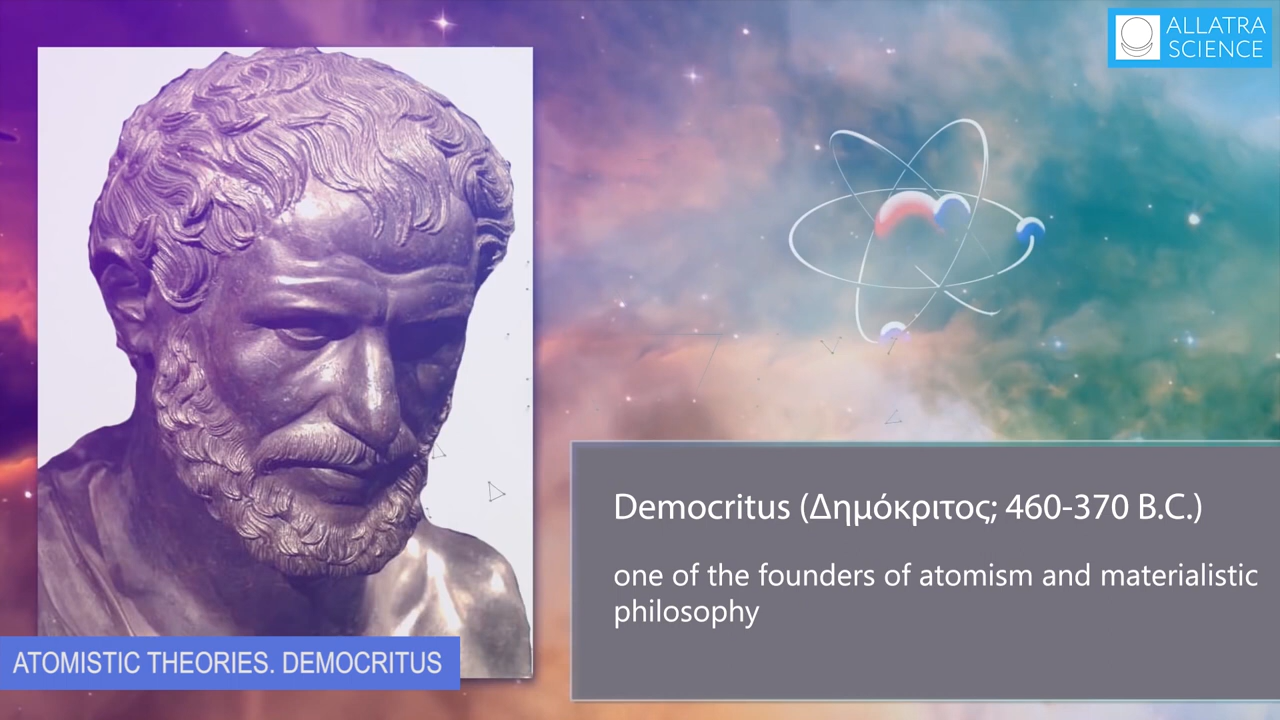 ALLATRA
SCIENCE
Democritus (Δημόκριτος; 460-370 B.C.)
one of the founders of atomism and materialistic
philosophy
ATOMISTIC THEORIES. DEMOCRITUS